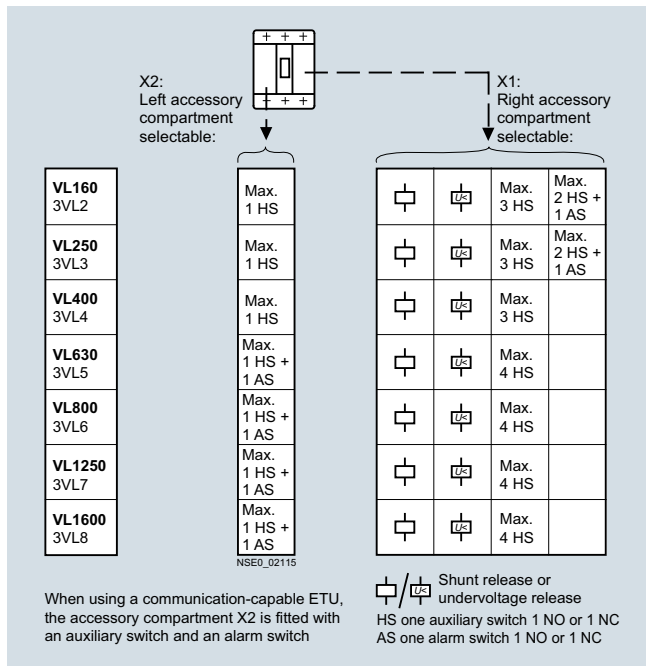 X2:
Left accessory
compartment
selectable:
X1:
Right accessory
compartment
selectable:
VL160
3VL2
Max.
1 HS
U<
Max.
3 HS
Max.
2 HS +
1 AS
VL250
3VL3
Max.
1 HS
U<
Max.
3 HS
Max.
2 HS +
1 AS
VL400
3VL4
Max.
1 HS
U<
Max.
3 HS
VL630
3VL5
Max.
1 HS +
1 AS
U<
Max.
4 HS
VL800
3VL6
Max.
1 HS +
1 AS
U<
Max.
4 HS
VL1250
3VL7
Max.
1 HS +
1 AS
U<
Max.
4 HS
VL1600
3VL8
Max.
1 HS +
1 AS
U<
Max.
4 HS
NSE0_02115
When using a communication-capable ETU,
the accessory compartment X2 is fitted with
an auxiliary switch and an alarm switch
/ U< Shunt release or
undervoltage release
HS one auxiliary switch 1 NO or 1 NC
AS one alarm switch 1 NO or 1 NC